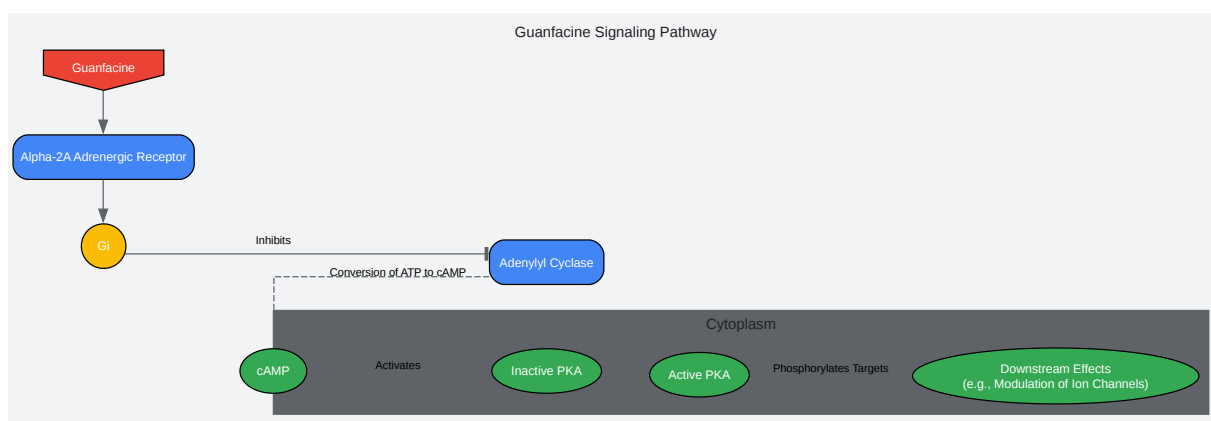 Guanfacine Signaling Pathway
Guanfacine
Alpha-2A Adrenergic Receptor
Gi
Inhibits
Adenylyl Cyclase
Conversion of ATP to cAMP
Cytoplasm
cAMP
Activates
Inactive PKA
Active PKA
Phosphorylates Targets
Downstream Effects
(e.g., Modulation of Ion Channels)